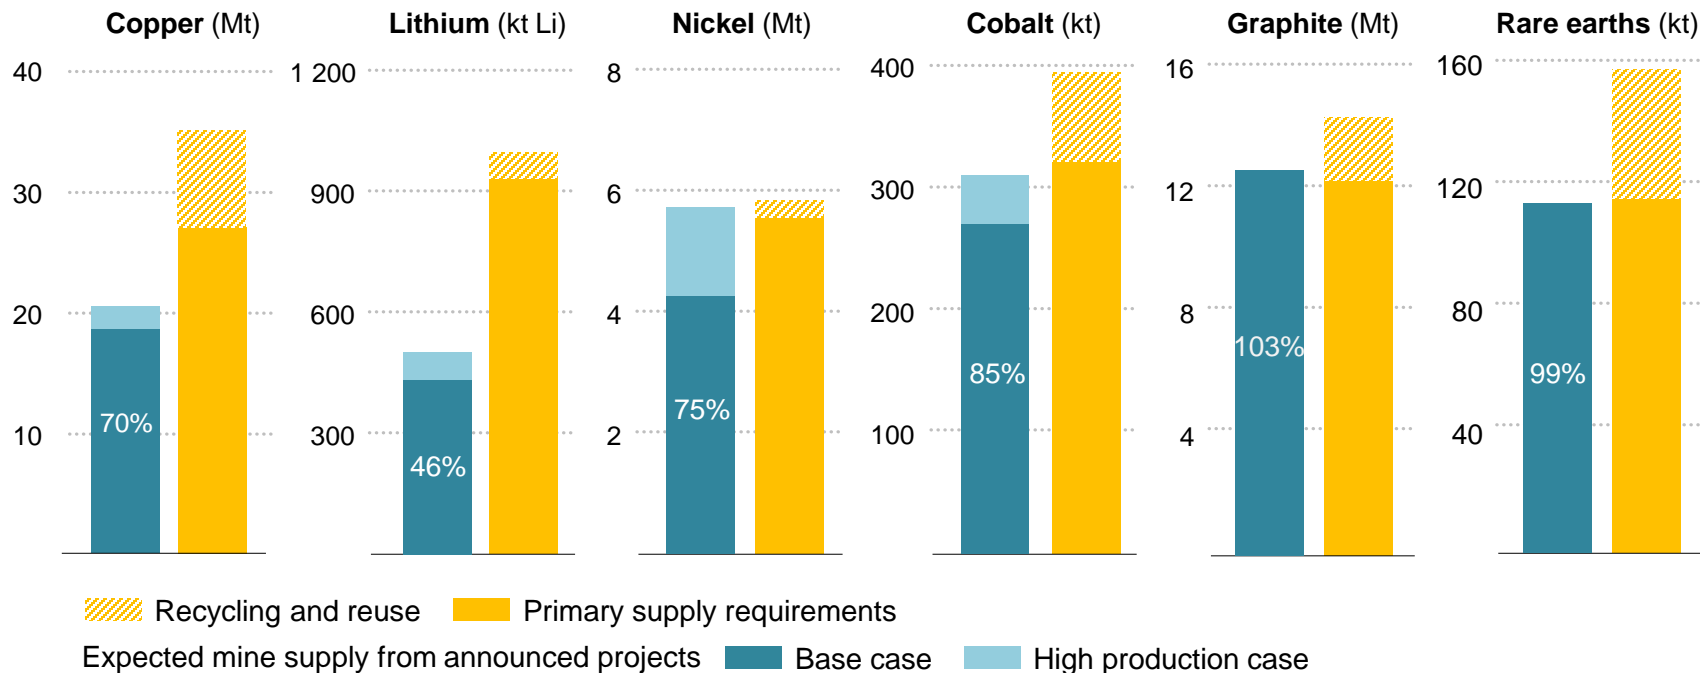 Copper (Mt)
40
30
20
10
70%
Lithium (kt Li)
1 200
900
600
300
46%
Nickel (Mt)
8
6
4
2
75%
Cobalt (kt)
400
300
200
100
85%
Graphite (Mt)
16
12
8
4
103%
Rare earths (kt)
160
120
80
40
99%
Recycling and reuse
Primary supply requirements
Expected mine supply from announced projects
Base case
High production case